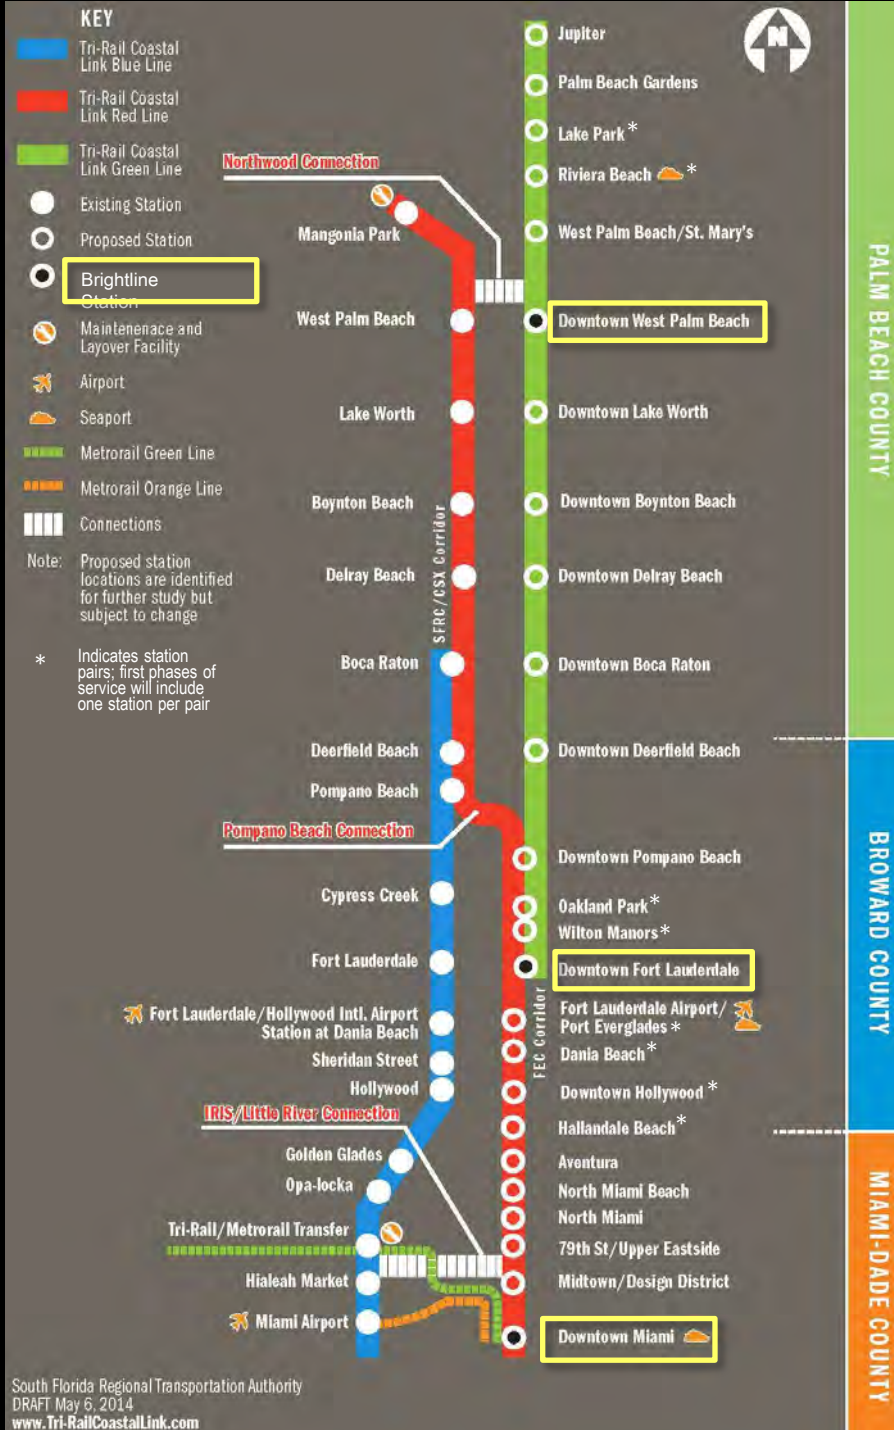 KEY
Tri-Rail Coastal
Link Blue Line
Tri-Rail Coastal
Link Red Line
Tri-Rail Coastal
Link Green Line
Existing Station
Proposed Station
Brightline
Station
Maintenenace and
Layover Facility
Airport
Seaport
Metrorail Green Line
Metrorail Orange Line
Connections
Note: Proposed station
locations are identified
for further study but
subject to change
* Indicates station
pairs; first phases of
service will include
one station per pair
N
Northwood Connection
Mangonia Park
West Palm Beach
Lake Worth
Boynton Beach
Delray Beach
SFRC/CSX Corridor
Boca Raton
Deerfield Beach
Pompano Beach
Pompano Beach Connection
Cypress Creek
Fort Lauderdale
Fort Lauderdale/Hollywood Intl. Airport
Station at Dania Beach
Sheridan Street
Hollywood
IRIS/Little River Connection
Golden Glades
Opa-locka
Tri-Rail/Metrorail Transfer
Hialeah Market
Miami Airport
Jupiter
Palm Beach Gardens
Lake Park *
Riviera Beach *
West Palm Beach/St. Mary's
Downtown West Palm Beach
Downtown Lake Worth
Downtown Boynton Beach
Downtown Delray Beach
Downtown Boca Raton
Downtown Deerfield Beach
Downtown Pompano Beach
Oakland Park *
Wilton Manors *
Downtown Fort Lauderdale
FEC Corridor
Fort Lauderdale Airport/
Port Everglades *
Dania Beach *
Downtown Hollywood *
Hallandale Beach *
Aventura
North Miami Beach
North Miami
79th St/Upper Eastside
Midtown/Design District
Downtown Miami
PALM BEACH COUNTY
BROWARD COUNTY
MIAMI-DADE COUNTY
South Florida Regional Transportation Authority
DRAFT May 6, 2014
www.Tri-RailCoastalLink.com